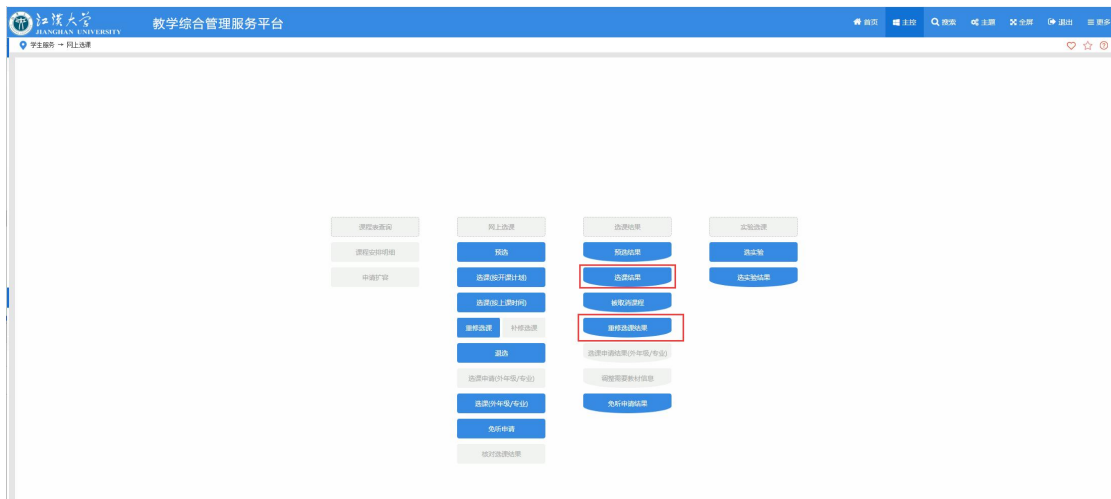 江漢大学 教学综合管理服务平台 首页 主控 搜索 主题 全屏 退出 更多
JIANGHAN UNIVERSITY
学生服务 → 网上选课
课程表查询 网上选课 选课结果 实验选课
课程安排明细 预选 预选结果 选实验
申请扩容 选课(按开课计划) 选课结果 选实验结果
选课(按上课时间) 被取消课程
重修选课 补修选课 重修选课结果
退选 选课申请结果(外年级/专业)
选课申请(外年级/专业) 调整需要教材信息
选课(外年级/专业) 免听申请结果
免听申请
核对选课结果